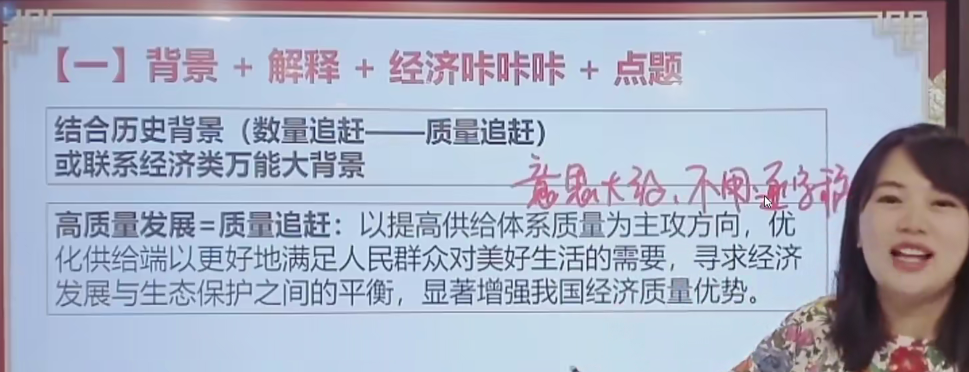 【一】背景 + 解释 + 经济咔咔咔 + 点题
结合历史背景（数量追赶——质量追赶）
或联系经济类万能大背景
意思大约、不用逐字
高质量发展=质量追赶：以提高供给体系质量为主攻方向，优
化供给端以更好地满足人民群众对美好生活的需要，寻求经济
发展与生态保护之间的平衡，显著增强我国经济质量优势。